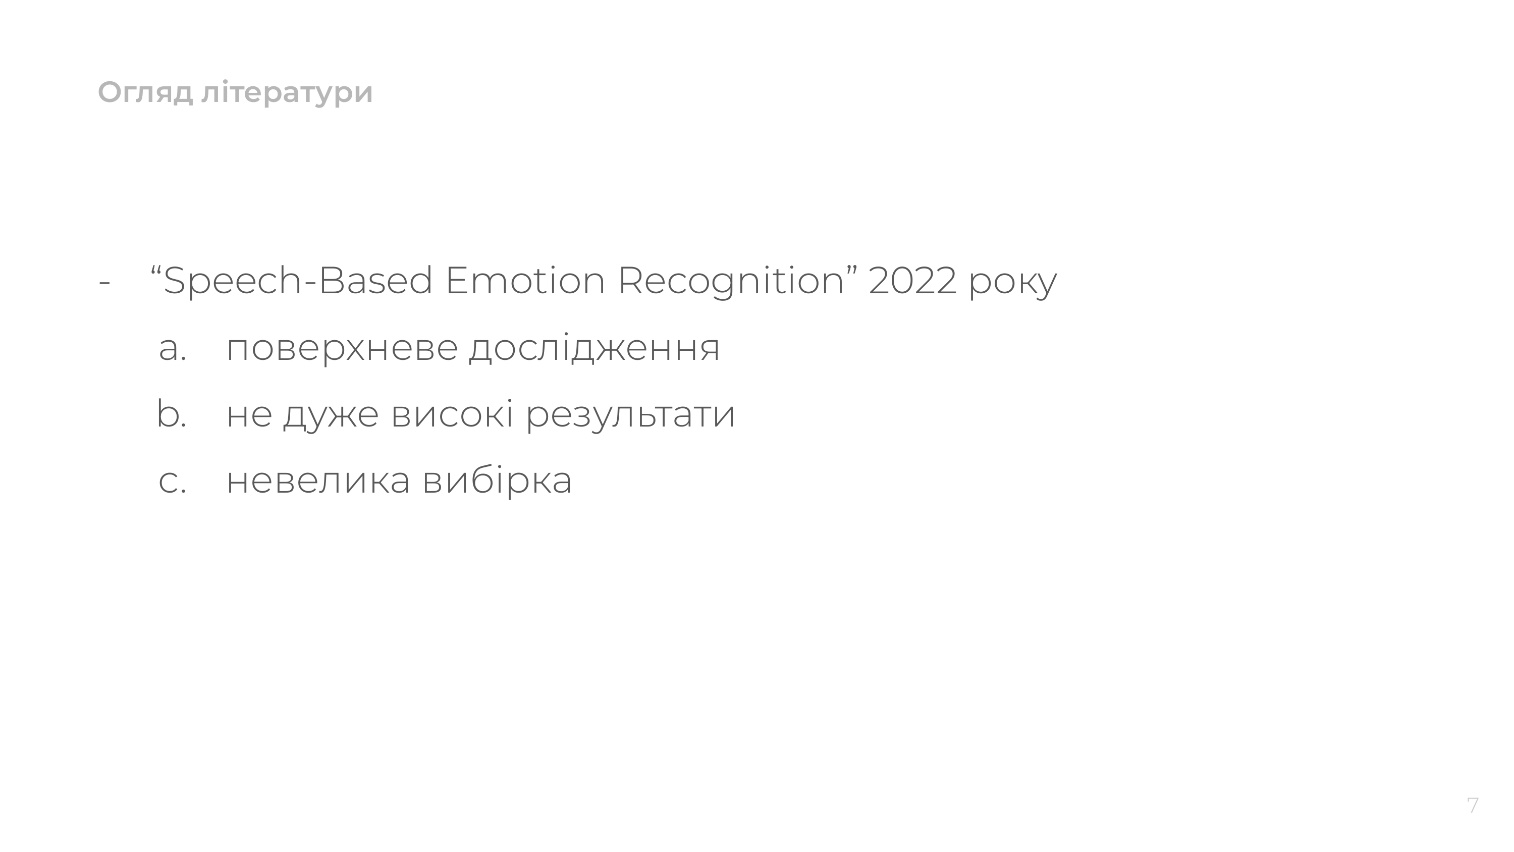 Огляд літератури
- “Speech-Based Emotion Recognition” 2022 року
a. поверхневе дослідження
b. не дуже високі результати
c. невелика вибірка
7